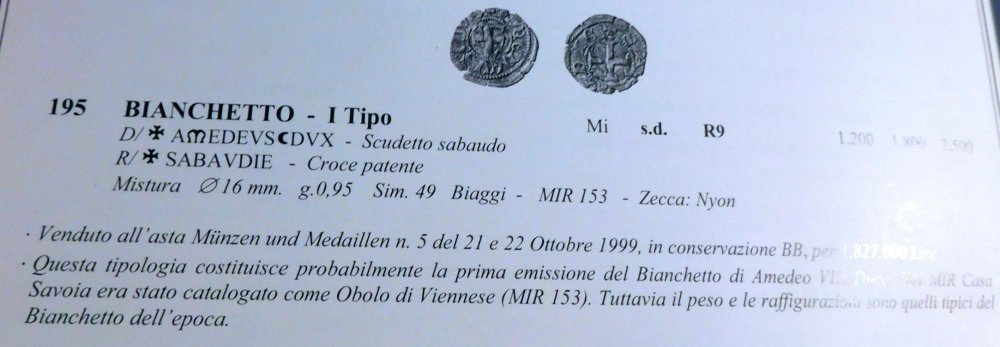 195 BIANCHETTO - I Tipo Mi s.d. R9 1.200 1.800 2.500
D/ ✠ AMEDEVS DVX - Scudetto sabaudo
R/ ✠ SABAVDIE - Croce patente
Mistura Ø 16 mm. g.0,95 Sim. 49 Biaggi - MIR 153 - Zecca: Nyon
· Venduto all'asta Münzen und Medaillen n. 5 del 21 e 22 Ottobre 1999, in conservazione BB, per 1.827.000 Lire
· Questa tipologia costituisce probabilmente la prima emissione del Bianchetto di Amedeo MIR Casa
Savoia era stato catalogato come Obolo di Viennese (MIR 153). Tuttavia il peso e le raffigurazioni sono quelli tipici del
Bianchetto dell'epoca.